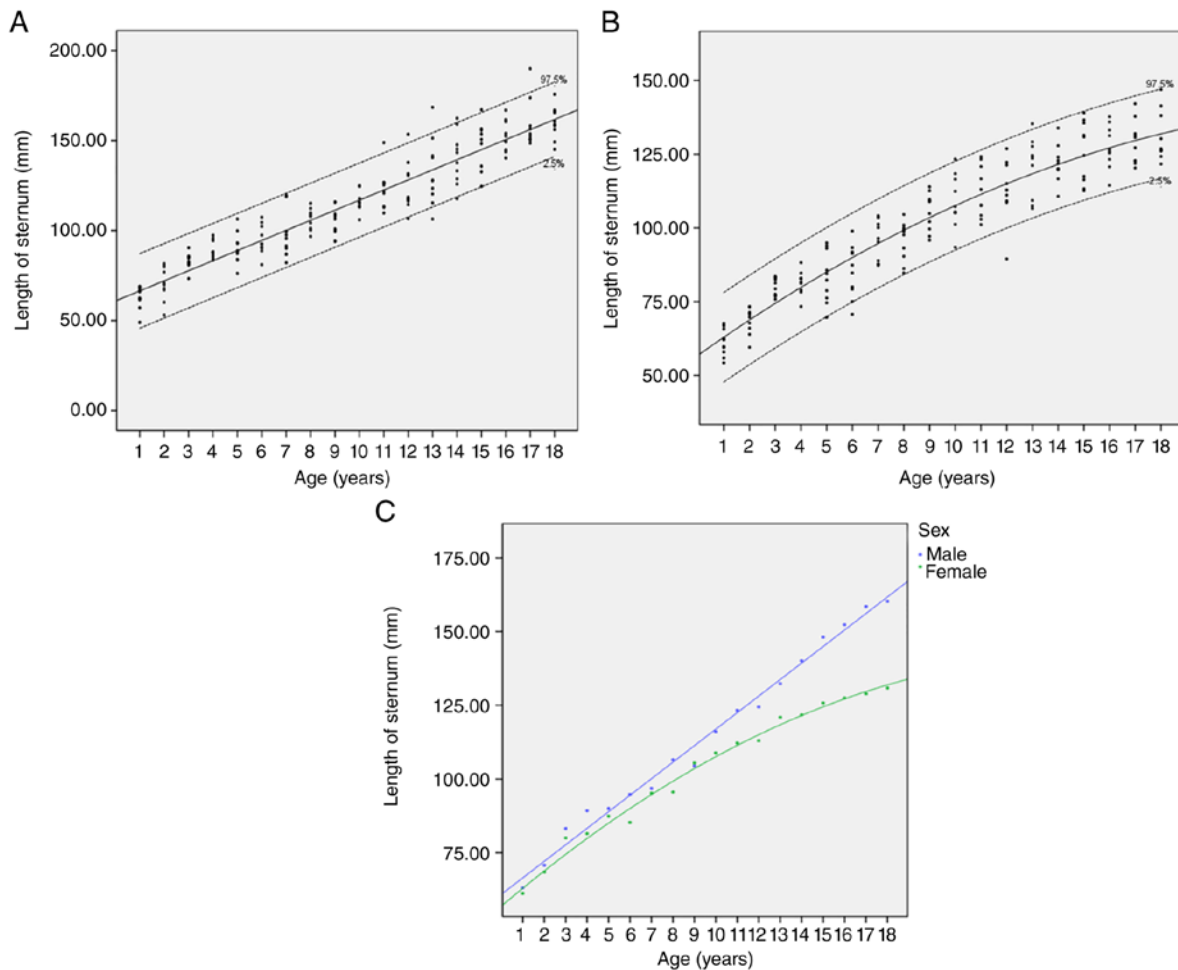 A
200.00
150.00
100.00
50.00
0.00
Length of sternum (mm)
97.5%
2.5%
1 2 3 4 5 6 7 8 9 10 11 12 13 14 15 16 17 18
Age (years)
B
150.00
125.00
100.00
75.00
50.00
Length of sternum (mm)
97.5%
2.5%
1 2 3 4 5 6 7 8 9 10 11 12 13 14 15 16 17 18
Age (years)
C
175.00
150.00
125.00
100.00
75.00
Length of sternum (mm)
Sex
Male
Female
1 2 3 4 5 6 7 8 9 10 11 12 13 14 15 16 17 18
Age (years)